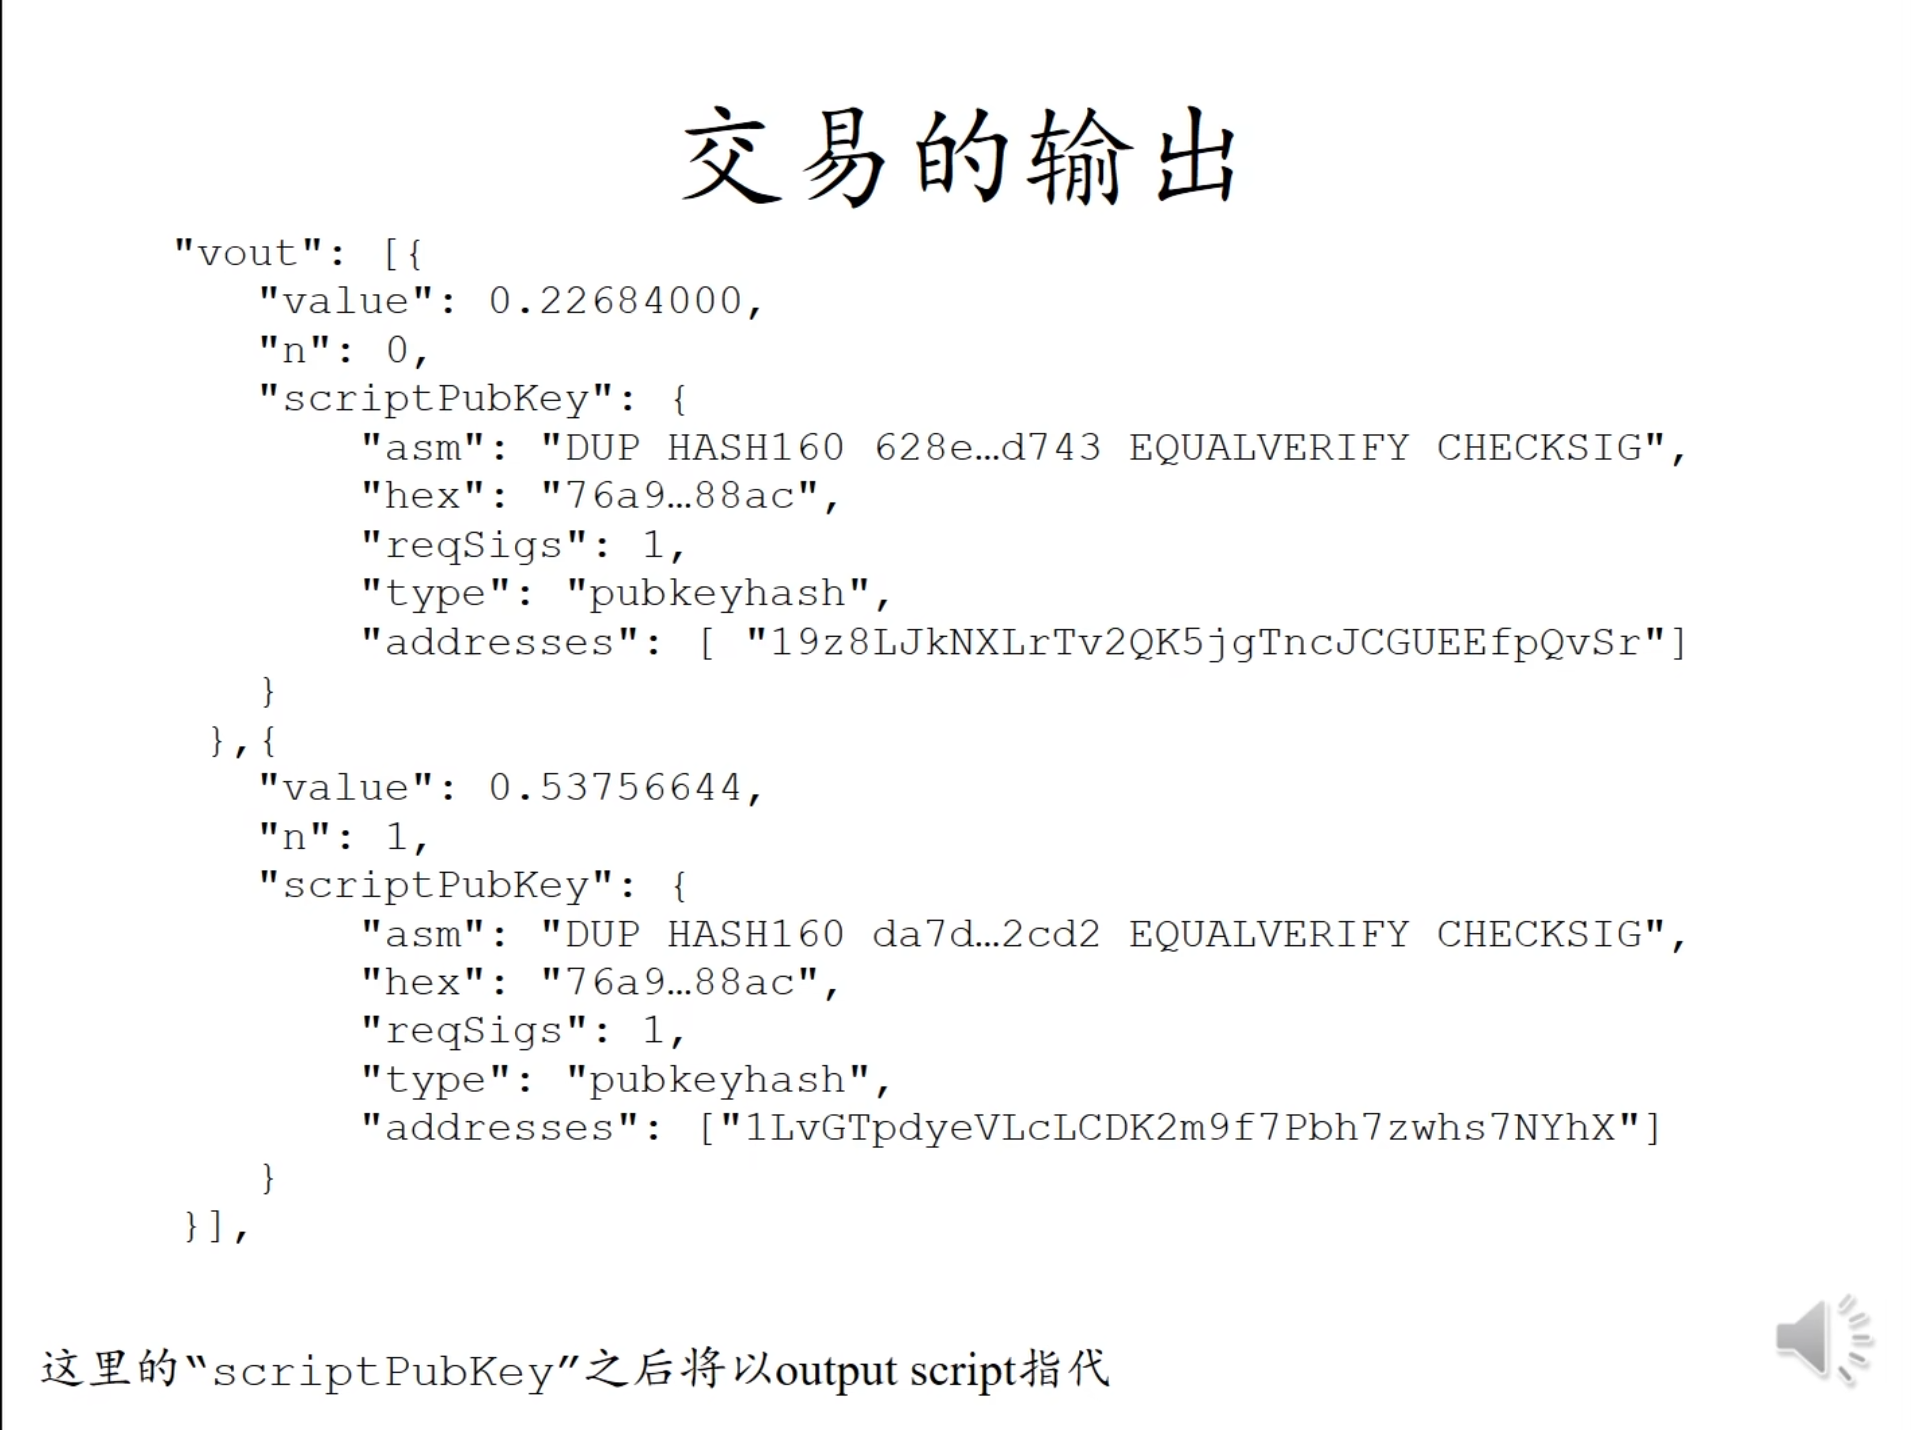 交易的输出
"vout": [{
"value": 0.22684000,
"n": 0,
"scriptPubKey": {
"asm": "DUP HASH160 628e…d743 EQUALVERIFY CHECKSIG",
"hex": "76a9…88ac",
"reqSigs": 1,
"type": "pubkeyhash",
"addresses": [ "19z8LJkNXLrTv2QK5jgTncJCGUEEfpQvSr"]
}
},{
"value": 0.53756644,
"n": 1,
"scriptPubKey": {
"asm": "DUP HASH160 da7d…2cd2 EQUALVERIFY CHECKSIG",
"hex": "76a9…88ac",
"reqSigs": 1,
"type": "pubkeyhash",
"addresses": ["1LvGTpdyeVLcLCDK2m9f7Pbh7zwhs7NYhX"]
}
}],
这里的“scriptPubKey”之后将以output script指代